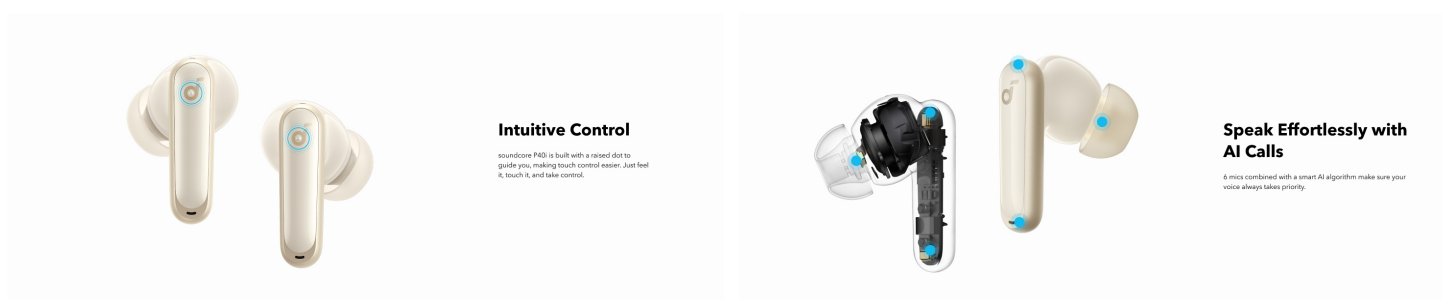 Intuitive Control
soundcore P40i is built with a raised dot to
guide you, making touch control easier. Just feel
it, touch it, and take control.
Speak Effortlessly with
AI Calls
6 mics combined with a smart AI algorithm make sure your
voice always takes priority.